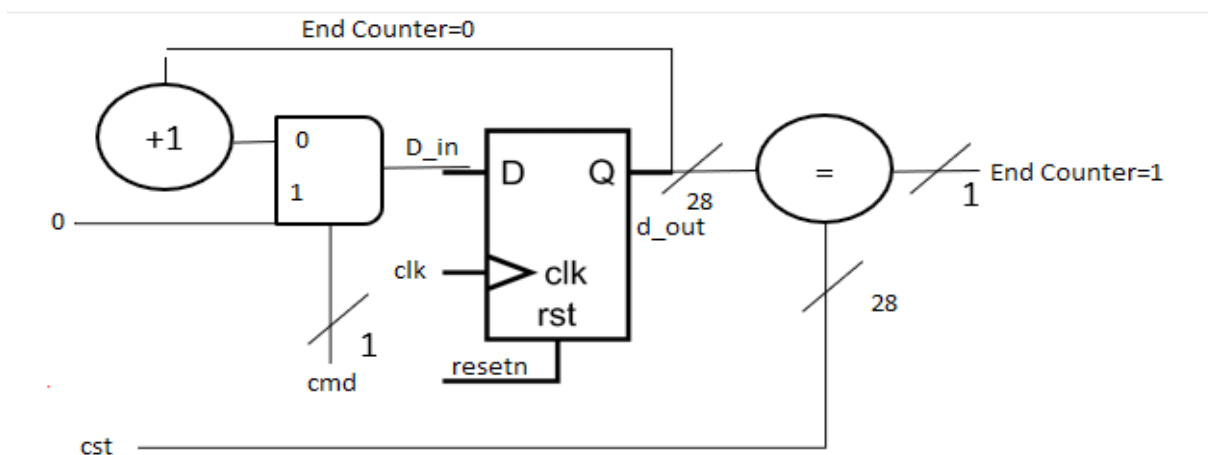 End Counter=0
+1
0
1
D_in
D
Q
=
1
End Counter=1
28
d_out
0
clk
clk
28
rst
1
resetn
cmd
cst